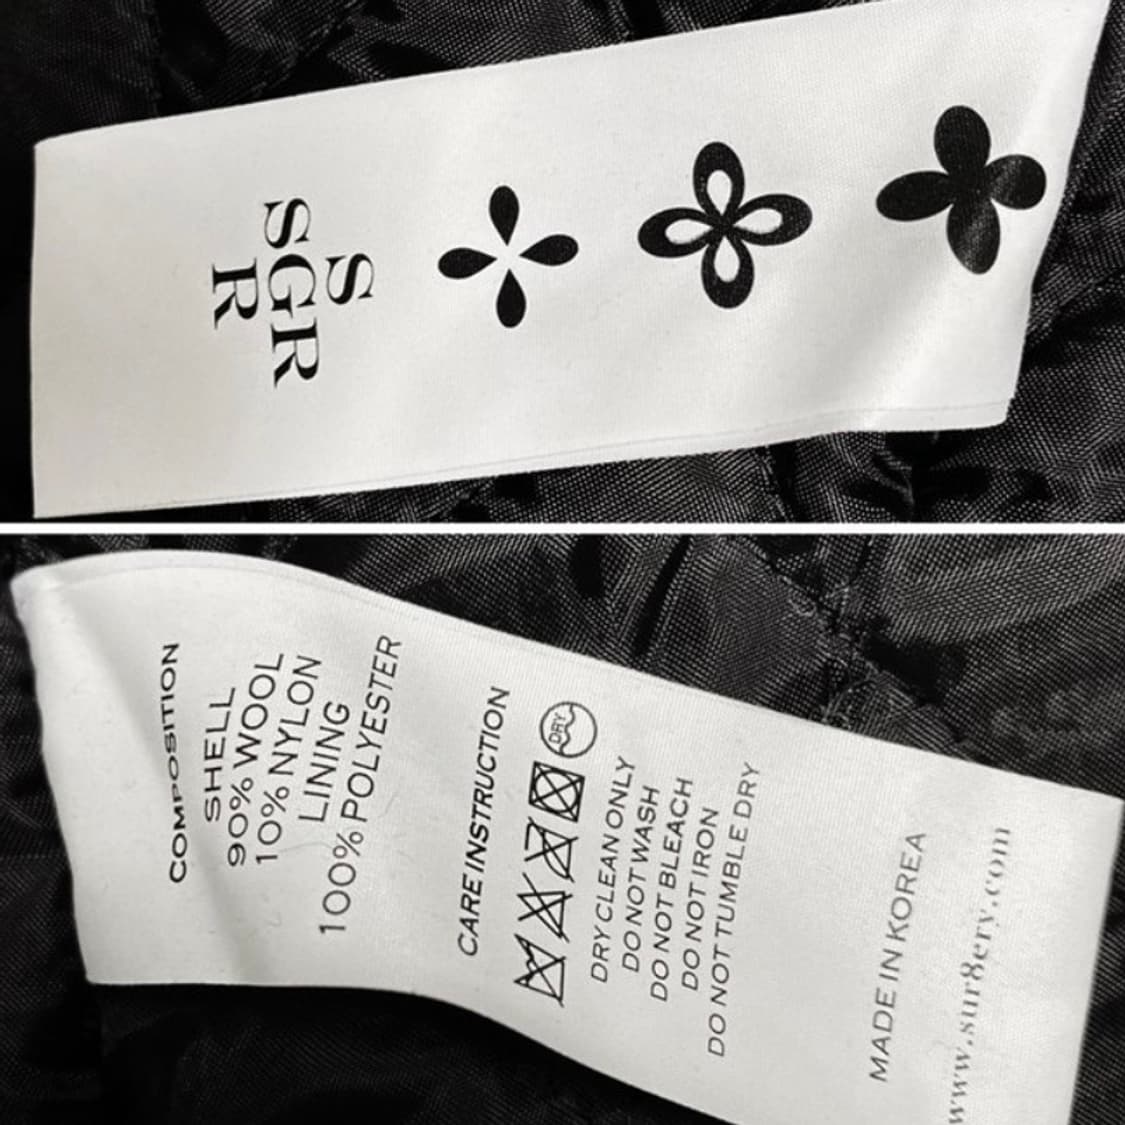 S
SGR
R
COMPOSITION
SHELL
90% WOOL
10% NYLON
LINING
100% POLYESTER
CARE INSTRUCTION
DRY
DRY CLEAN ONLY
DO NOT WASH
DO NOT BLEACH
DO NOT IRON
DO NOT TUMBLE DRY
MADE IN KOREA
www.sur8ery.com